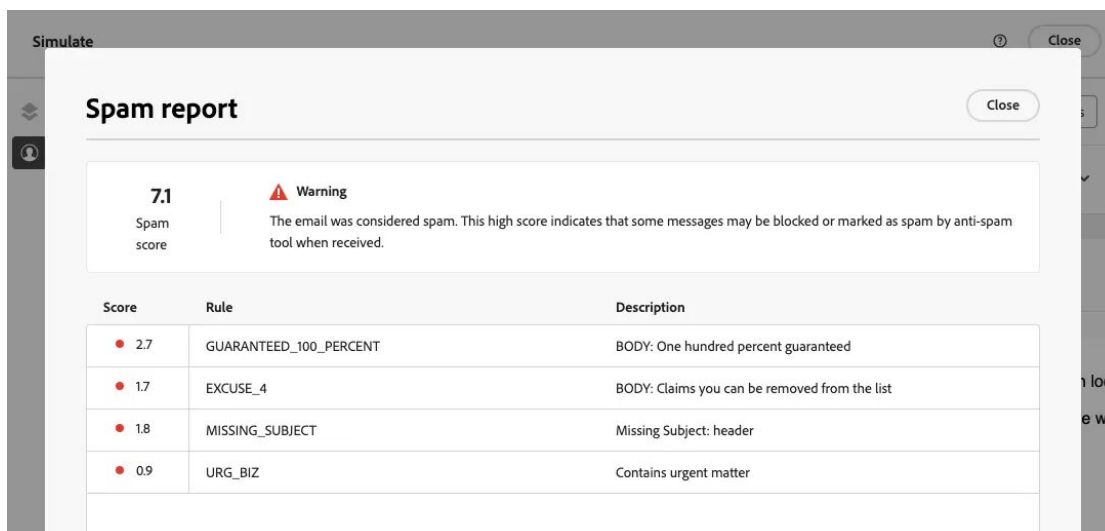 Simulate
Close
Spam report
Close
7.1
Spam
score
Warning
The email was considered spam. This high score indicates that some messages may be blocked or marked as spam by anti-spam
tool when received.
Score Rule Description
2.7 GUARANTEED_100_PERCENT BODY: One hundred percent guaranteed
1.7 EXCUSE_4 BODY: Claims you can be removed from the list
1.8 MISSING_SUBJECT Missing Subject: header
0.9 URG_BIZ Contains urgent matter